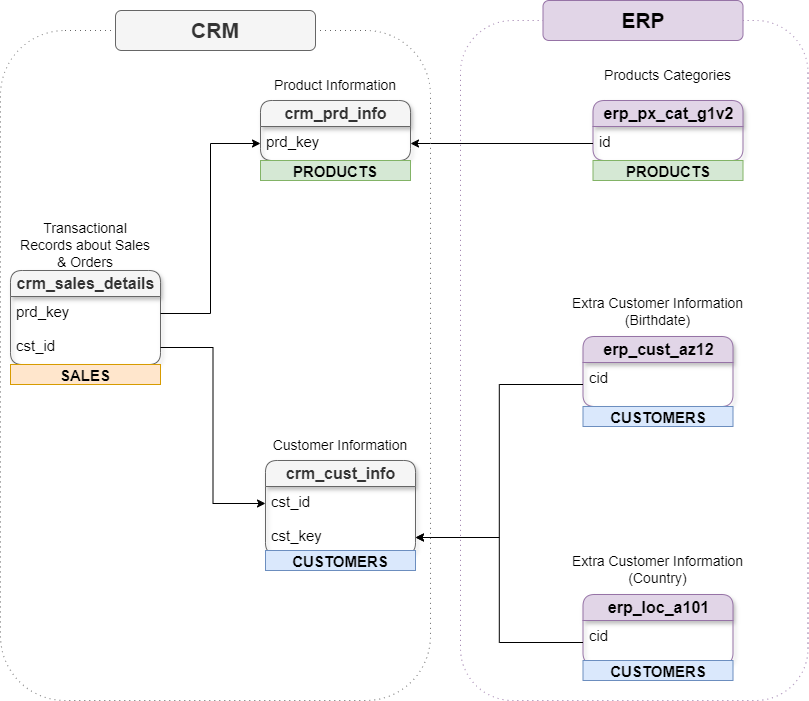 CRM
ERP
Product Information
crm_prd_info
prd_key
PRODUCTS
Products Categories
erp_px_cat_g1v2
id
PRODUCTS
Transactional
Records about Sales
& Orders
crm_sales_details
prd_key
cst_id
SALES
Extra Customer Information
(Birthdate)
erp_cust_az12
cid
CUSTOMERS
Customer Information
crm_cust_info
cst_id
cst_key
CUSTOMERS
Extra Customer Information
(Country)
erp_loc_a101
cid
CUSTOMERS